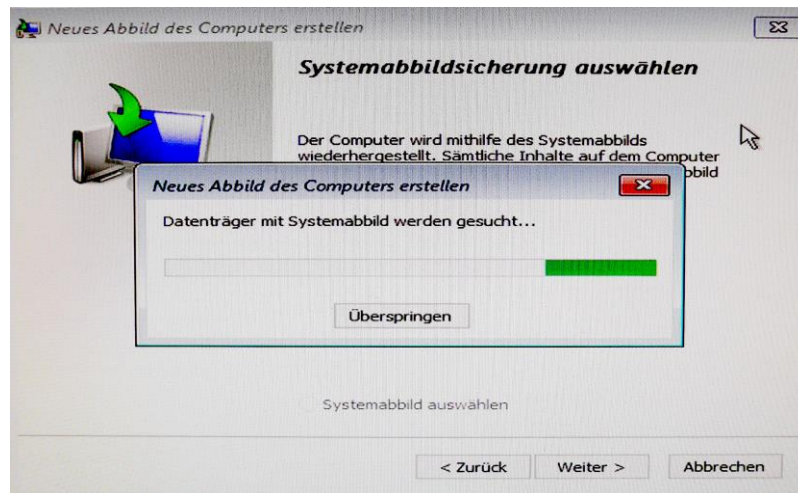 Neues Abbild des Computers erstellen
Systemabbildsicherung auswählen
Der Computer wird mithilfe des Systemabbilds
wiederhergestellt. Sämtliche Inhalte auf dem Computer
bbild
Neues Abbild des Computers erstellen
Datenträger mit Systemabbild werden gesucht...
Überspringen
Systemabbild auswählen
< Zurück
Weiter >
Abbrechen